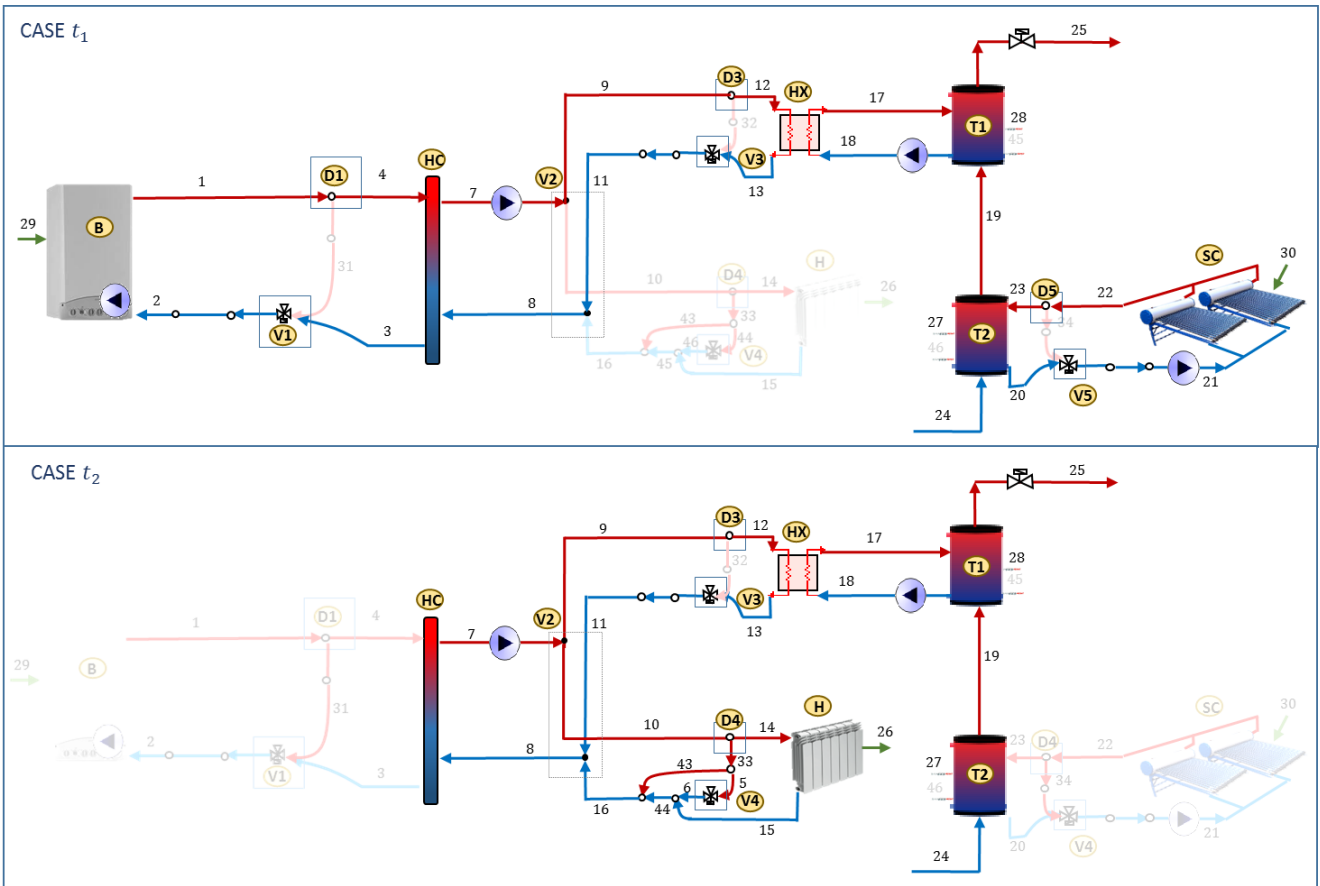 CASE t₁
25
D3
12
HX
9
17
32
T1
28
45
18
V3
13
HC
D1
4
1
7
V2
11
B
29
19
31
SC
30
10
D4
14
H
26
23
D5
22
2
8
43
33
34
27
T2
V1
3
46
44
V4
46
16
45
15
20
V5
21
24
CASE t₂
25
D3
12
HX
9
17
32
T1
28
45
18
V3
13
HC
D1
4
1
7
V2
11
B
29
19
31
SC
30
10
D4
14
H
26
23
D4
22
2
8
43
33
34
27
T2
V1
3
5
6
V4
46
16
44
15
20
V4
21
24